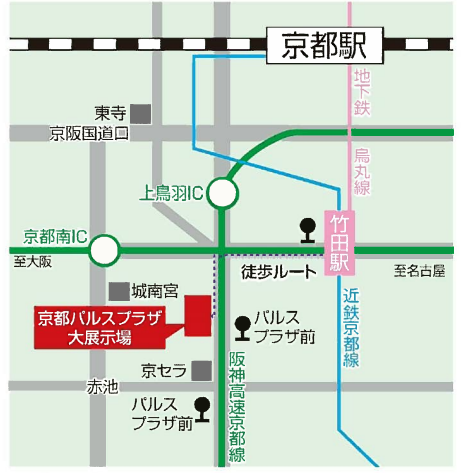 京都駅
地下鉄
烏丸線
東寺
京阪国道口
上鳥羽IC
竹田駅
京都南IC
至大阪
徒歩ルート
至名古屋
城南宮
京都パルスプラザ
大展示場
パルス
プラザ前
近鉄京都線
阪神高速京都線
京セラ
赤池
パルス
プラザ前